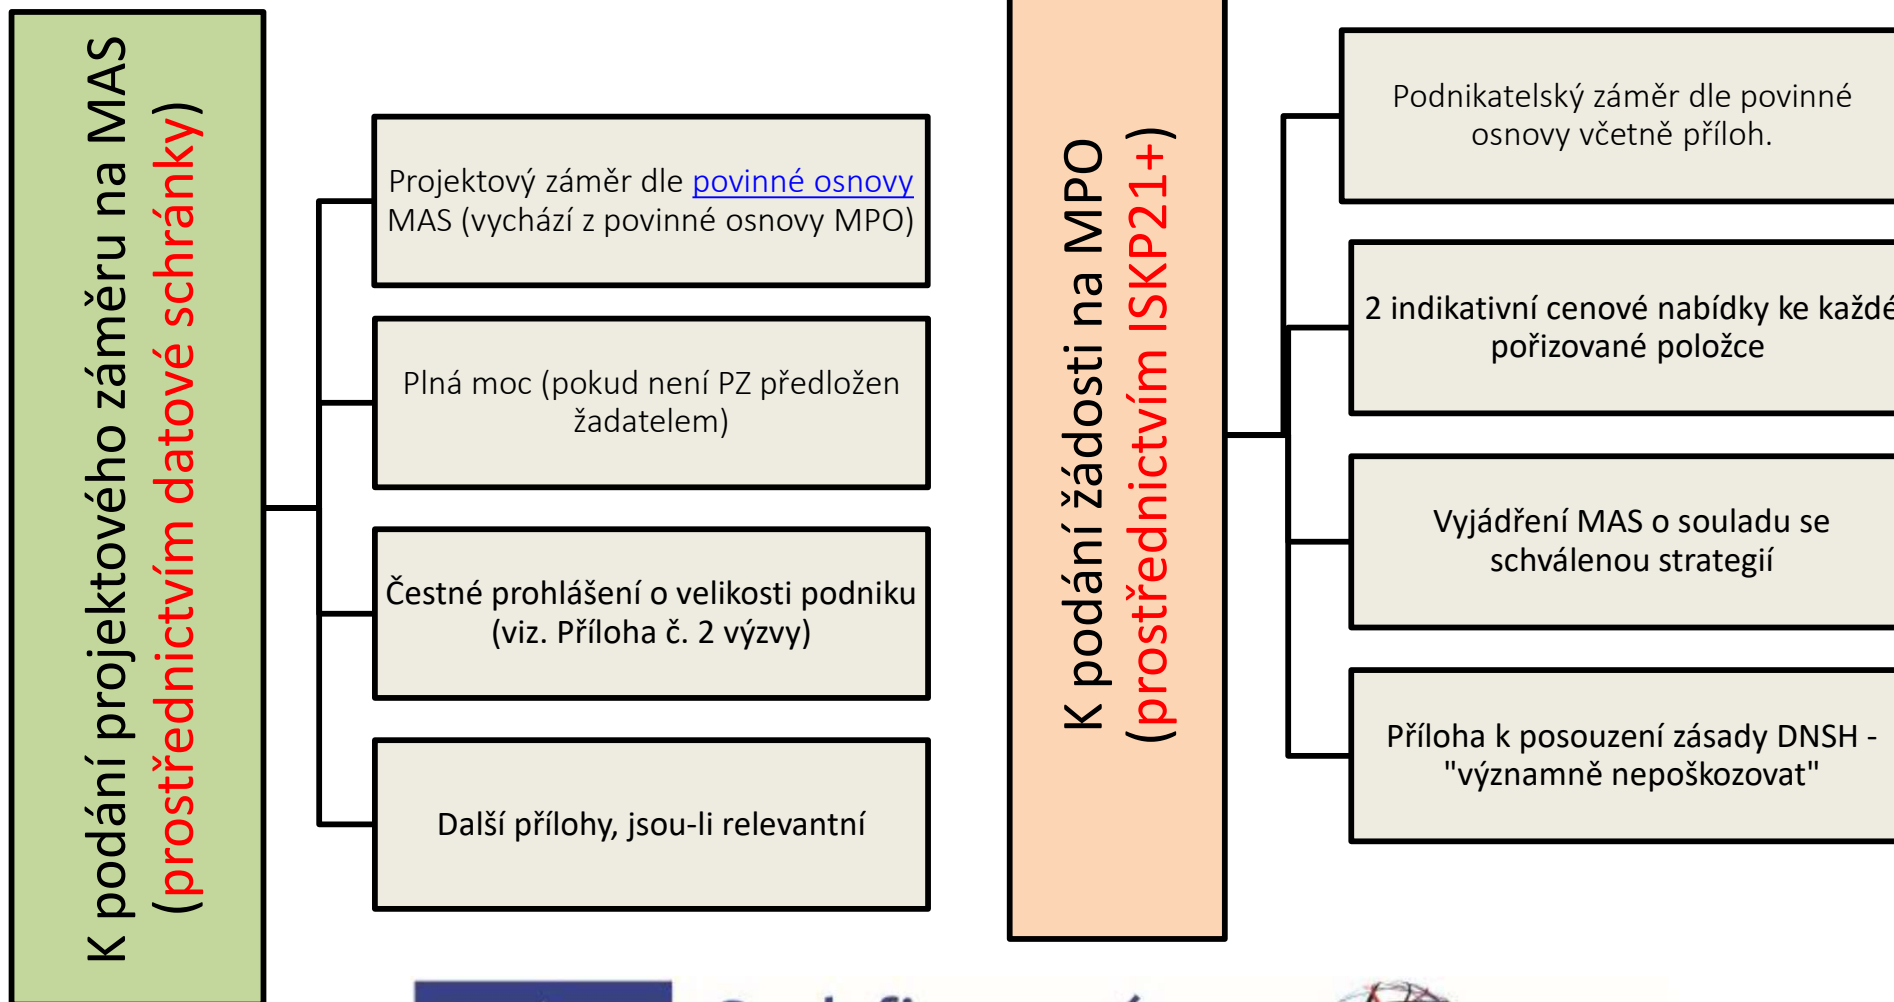 K podání projektového záměru na MAS
(prostřednictvím datové schránky)
Projektový záměr dle povinné osnovy
MAS (vychází z povinné osnovy MPO)
Plná moc (pokud není PZ předložen
žadatelem)
Čestné prohlášení o velikosti podniku
(viz. Příloha č. 2 výzvy)
Další přílohy, jsou-li relevantní
K podání žádosti na MPO
(prostřednictvím ISKP21+)
Podnikatelský záměr dle povinné
osnovy včetně příloh.
2 indikativní cenové nabídky ke každé
pořizované položce
Vyjádření MAS o souladu se
schválenou strategií
Příloha k posouzení zásady DNSH -
"významně nepoškozovat"